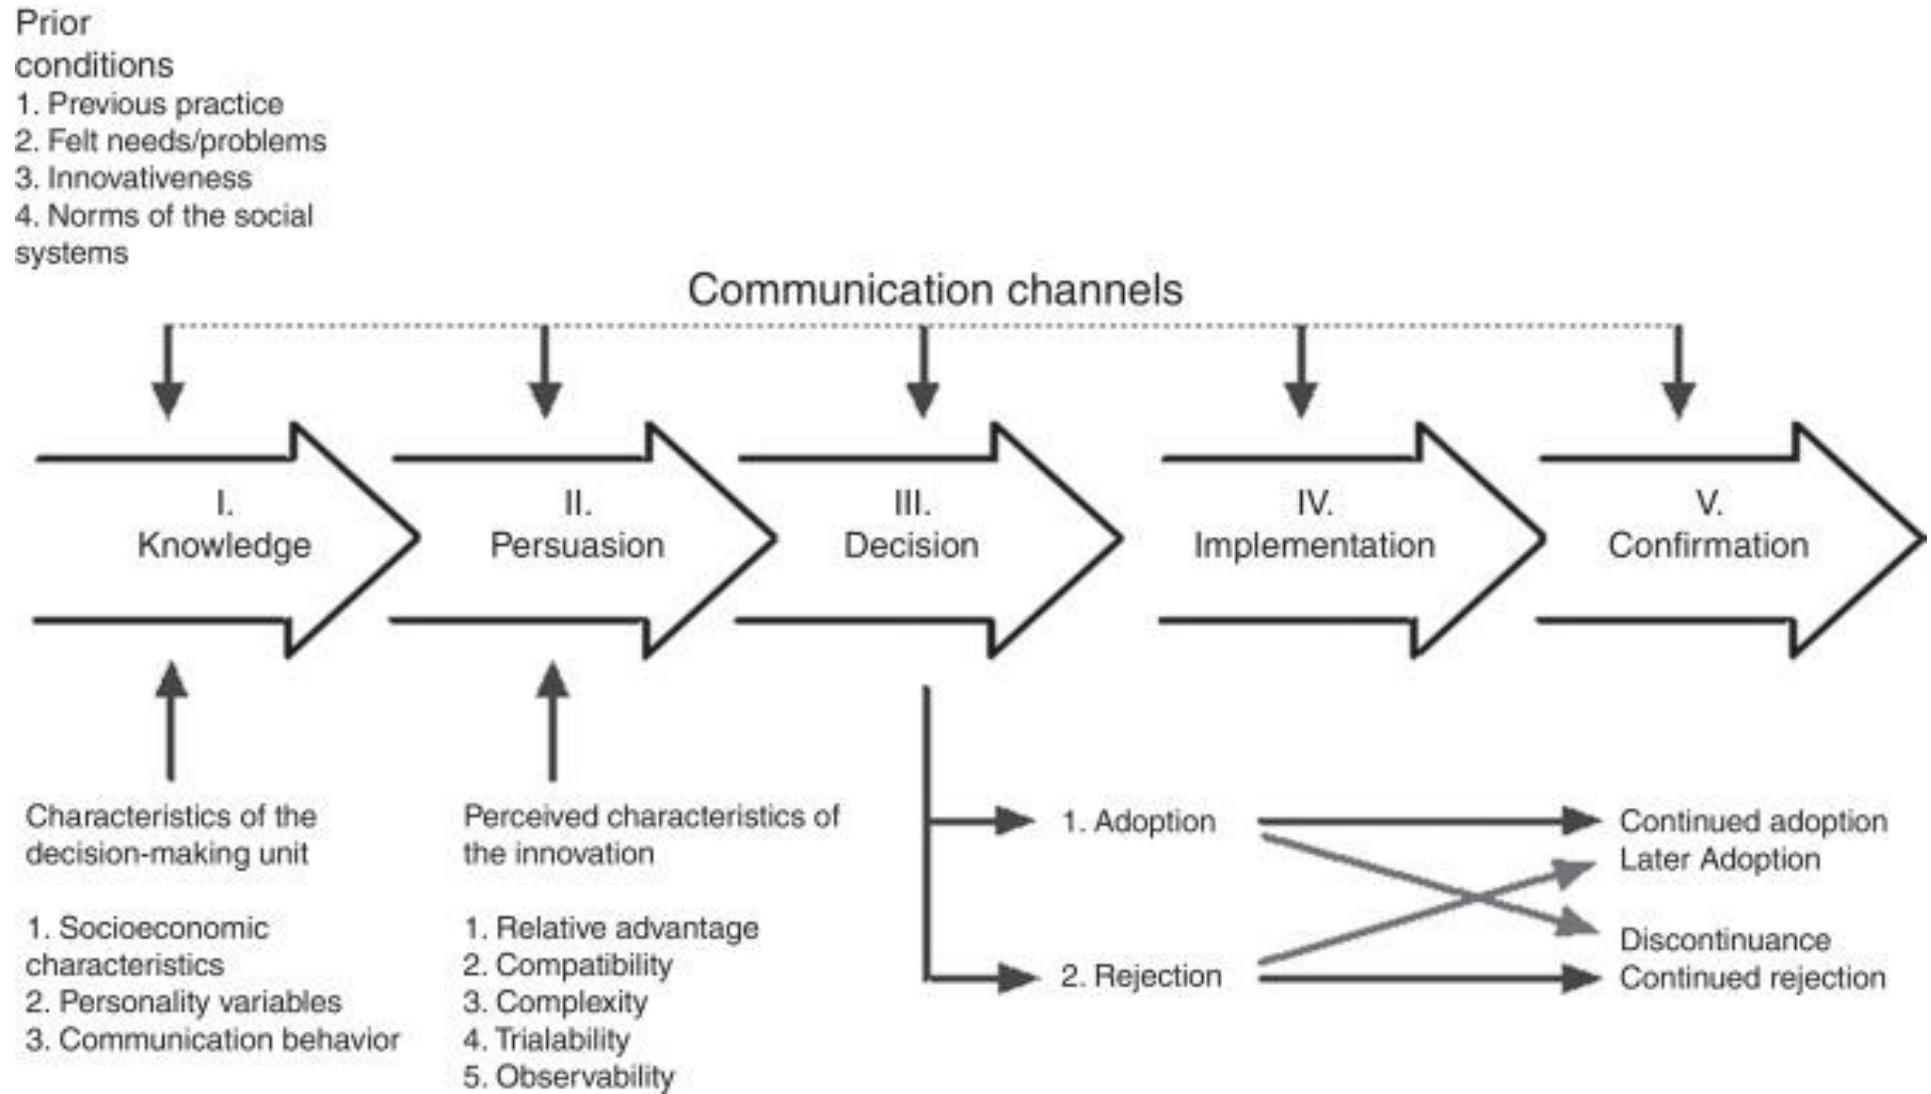 Prior
conditions
1. Previous practice
2. Felt needs/problems
3. Innovativeness
4. Norms of the social
systems
Communication channels
I.
Knowledge
II.
Persuasion
III.
Decision
IV.
Implementation
V.
Confirmation
Characteristics of the
decision-making unit
1. Socioeconomic
characteristics
2. Personality variables
3. Communication behavior
Perceived characteristics of
the innovation
1. Relative advantage
2. Compatibility
3. Complexity
4. Trialability
5. Observability
1. Adoption
2. Rejection
Continued adoption
Later Adoption
Discontinuance
Continued rejection